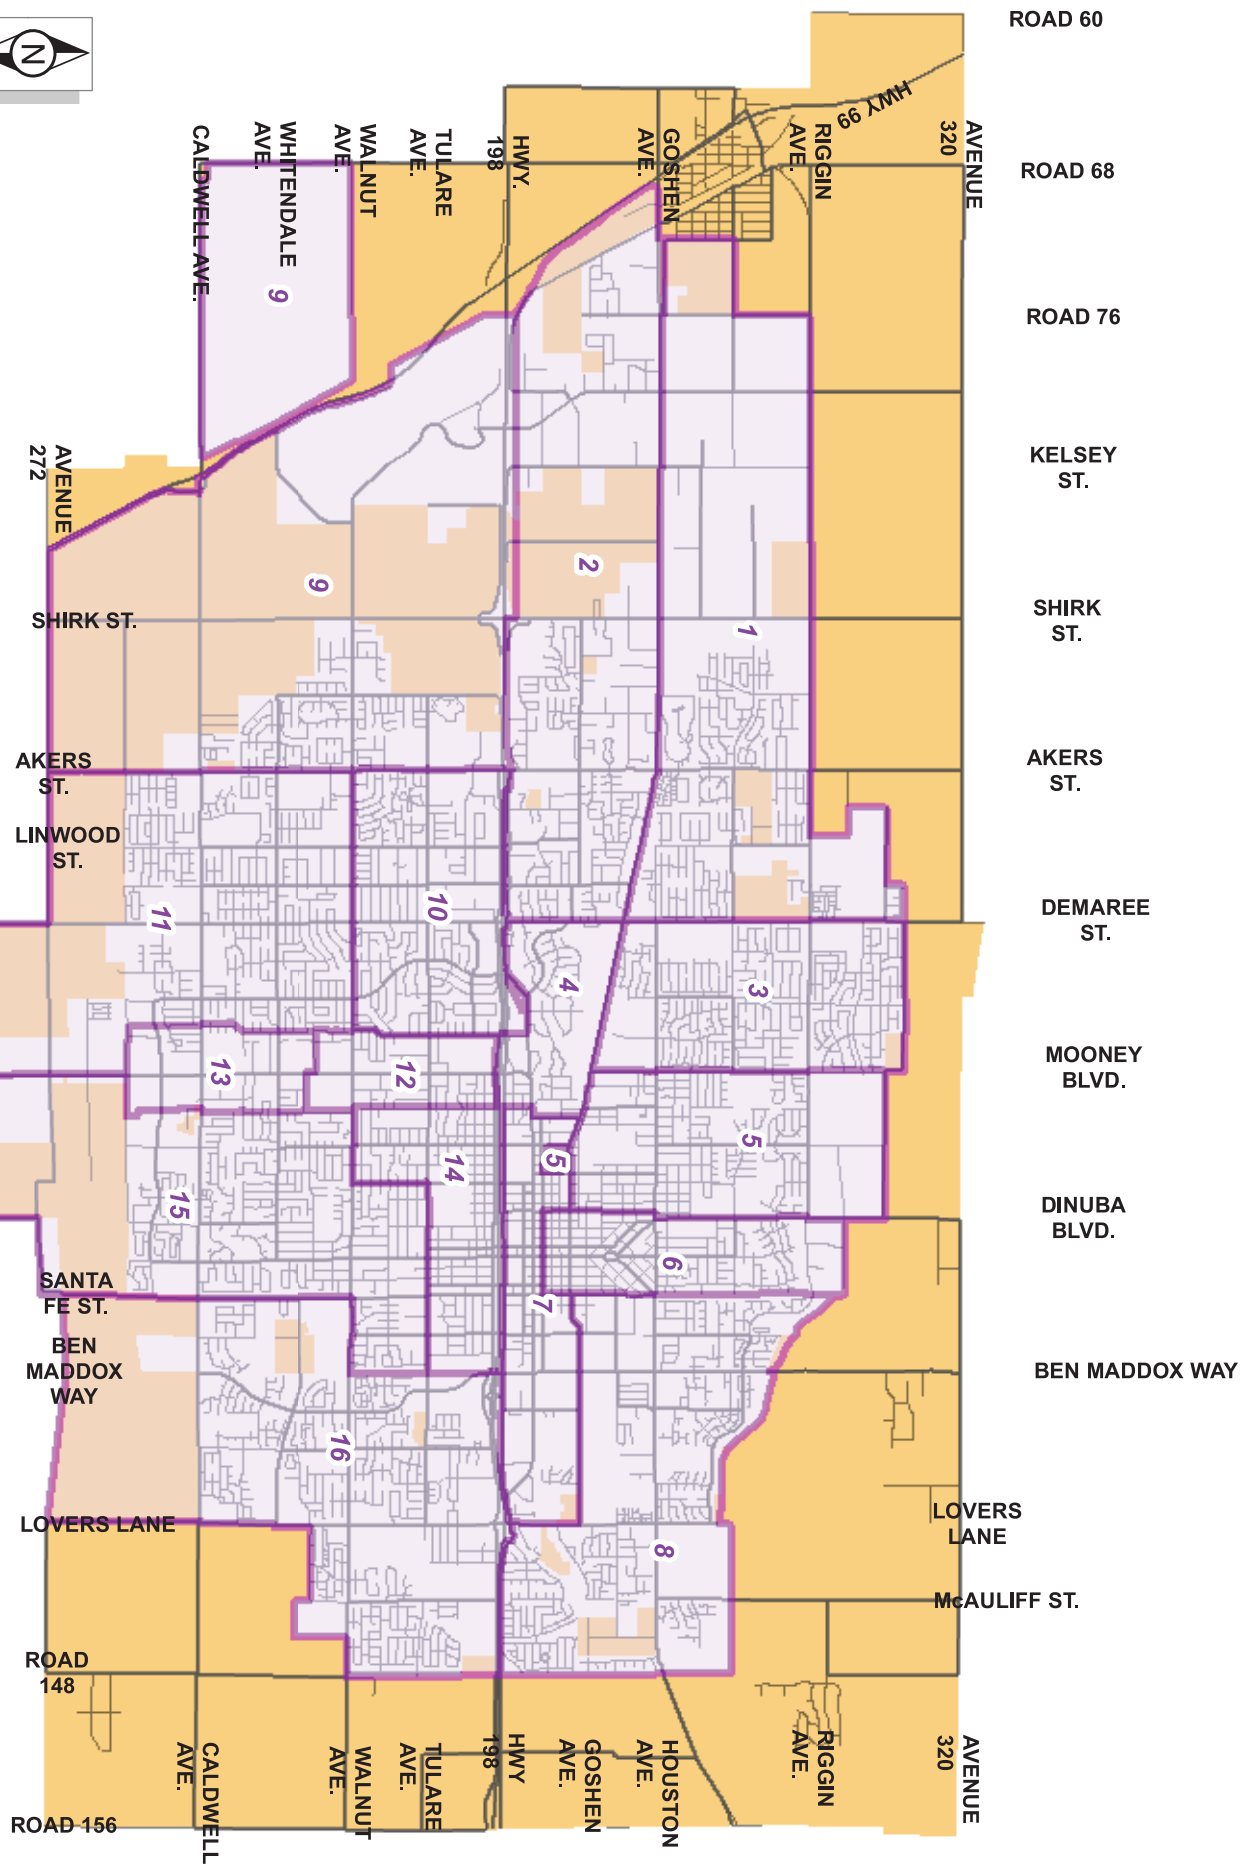 N
ROAD 60
HWY 99
AVENUE
320
ROAD 68
RIGGIN
AVE.
GOSHEN
AVE.
HWY.
198
TULARE
AVE.
WALNUT
AVE.
WHITENDALE
AVE.
CALDWELL AVE.
9
ROAD 76
AVENUE
272
KELSEY
ST.
2
9
SHIRK ST.
SHIRK
ST.
1
AKERS
ST.
AKERS
ST.
LINWOOD
ST.
11
10
DEMAREE
ST.
4
3
13
12
MOONEY
BLVD.
14
5
5
15
DINUBA
BLVD.
6
SANTA
FE ST.
7
BEN
MADDOX
WAY
BEN MADDOX WAY
16
LOVERS LANE
LOVERS
LANE
8
McAULIFF ST.
ROAD
148
CALDWELL
AVE.
WALNUT
AVE.
TULARE
AVE.
HWY
198
GOSHEN
AVE.
HOUSTON
AVE.
RIGGIN
AVE.
AVENUE
320
ROAD 156